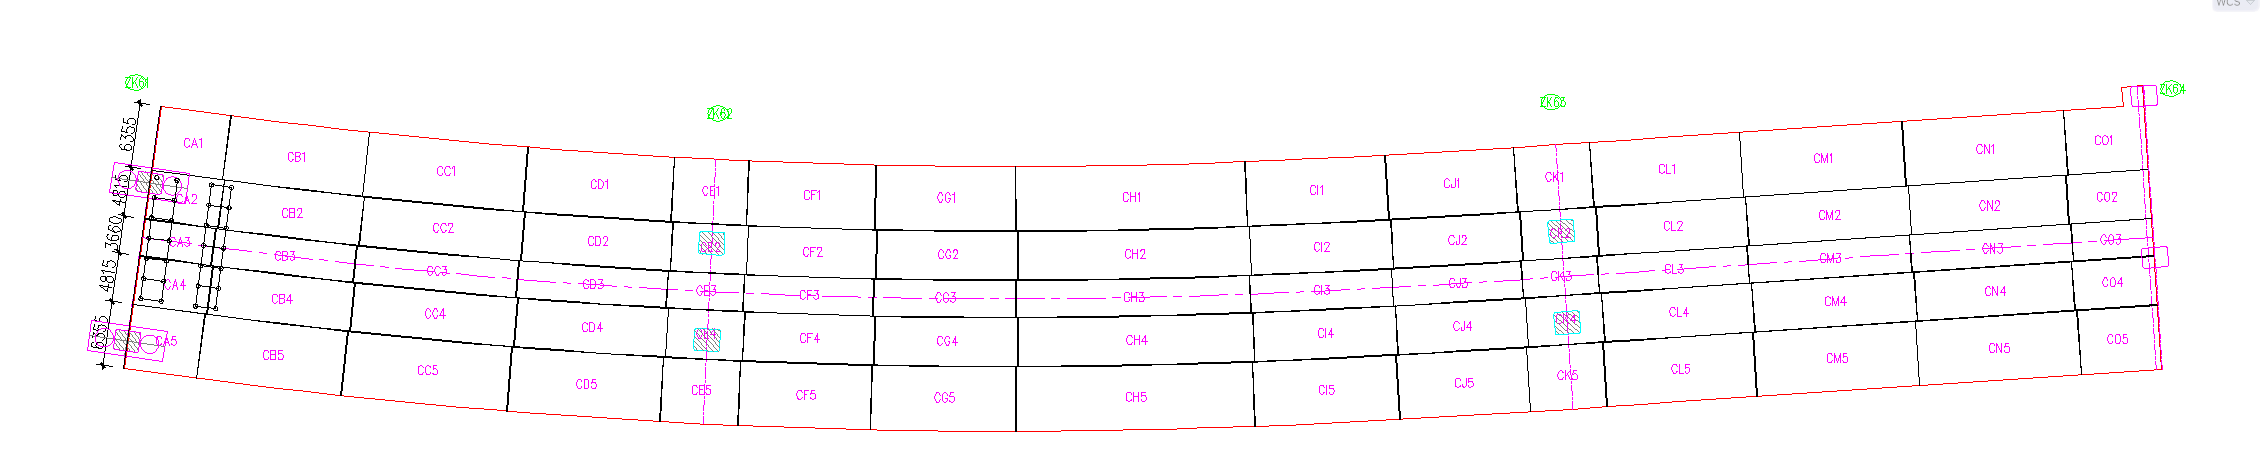 WCS
ZK61
ZK62
ZK63
ZK64
6355
4815
3660
4815
6355
CA1 CB1 CC1 CD1 CE1 CF1 CG1 CH1 CI1 CJ1 CK1 CL1 CM1 CN1 CO1
CA2 CB2 CC2 CD2 CE2 CF2 CG2 CH2 CI2 CJ2 CK2 CL2 CM2 CN2 CO2
CA3 CB3 CC3 CD3 CE3 CF3 CG3 CH3 CI3 CJ3 CK3 CL3 CM3 CN3 CO3
CA4 CB4 CC4 CD4 CE4 CF4 CG4 CH4 CI4 CJ4 CK4 CL4 CM4 CN4 CO4
CA5 CB5 CC5 CD5 CE5 CF5 CG5 CH5 CI5 CJ5 CK5 CL5 CM5 CN5 CO5